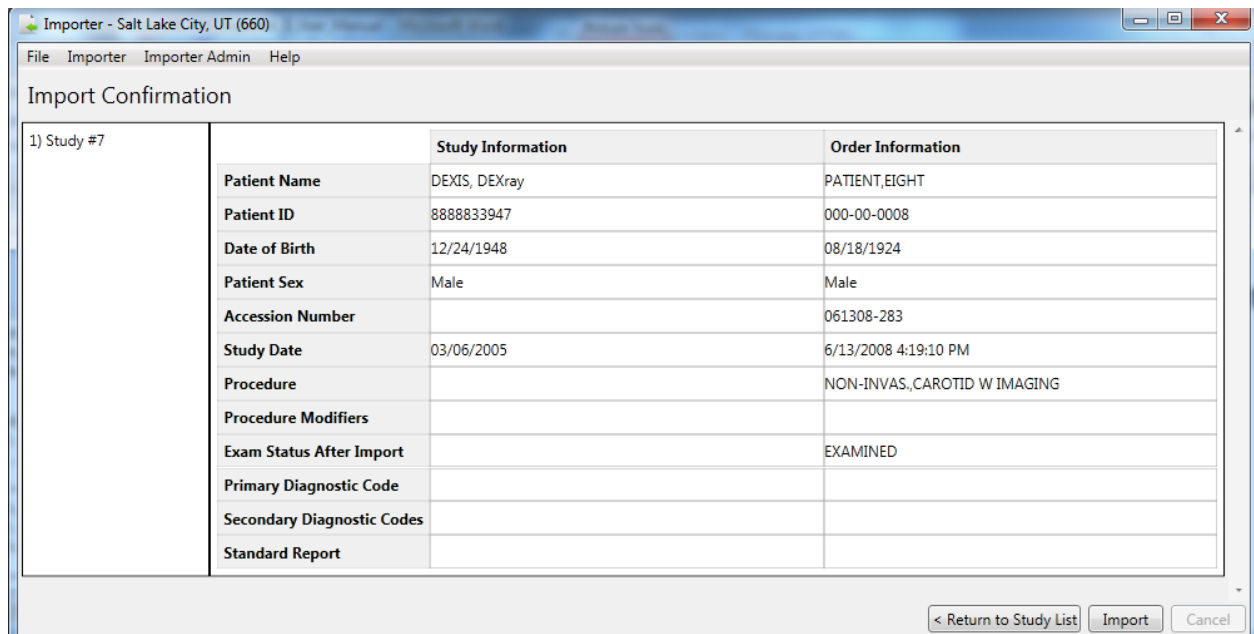 Importer - Salt Lake City, UT (660)
File Importer Importer Admin Help
Import Confirmation
1) Study #7
Study Information Order Information
Patient Name DEXIS, DEXray PATIENT,EIGHT
Patient ID 8888833947 000-00-0008
Date of Birth 12/24/1948 08/18/1924
Patient Sex Male Male
Accession Number 061308-283
Study Date 03/06/2005 6/13/2008 4:19:10 PM
Procedure NON-INVAS.,CAROTID W IMAGING
Procedure Modifiers
Exam Status After Import EXAMINED
Primary Diagnostic Code
Secondary Diagnostic Codes
Standard Report
< Return to Study List Import Cancel